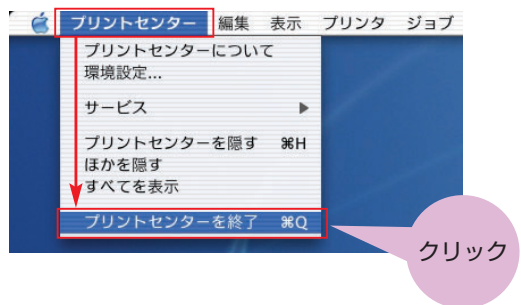 プリントセンター 編集 表示 プリンタ ジョブ
プリントセンターについて
環境設定...
サービス ▶
プリントセンターを隠す ⌘H
ほかを隠す
すべてを表示
プリントセンターを終了 ⌘Q
クリック